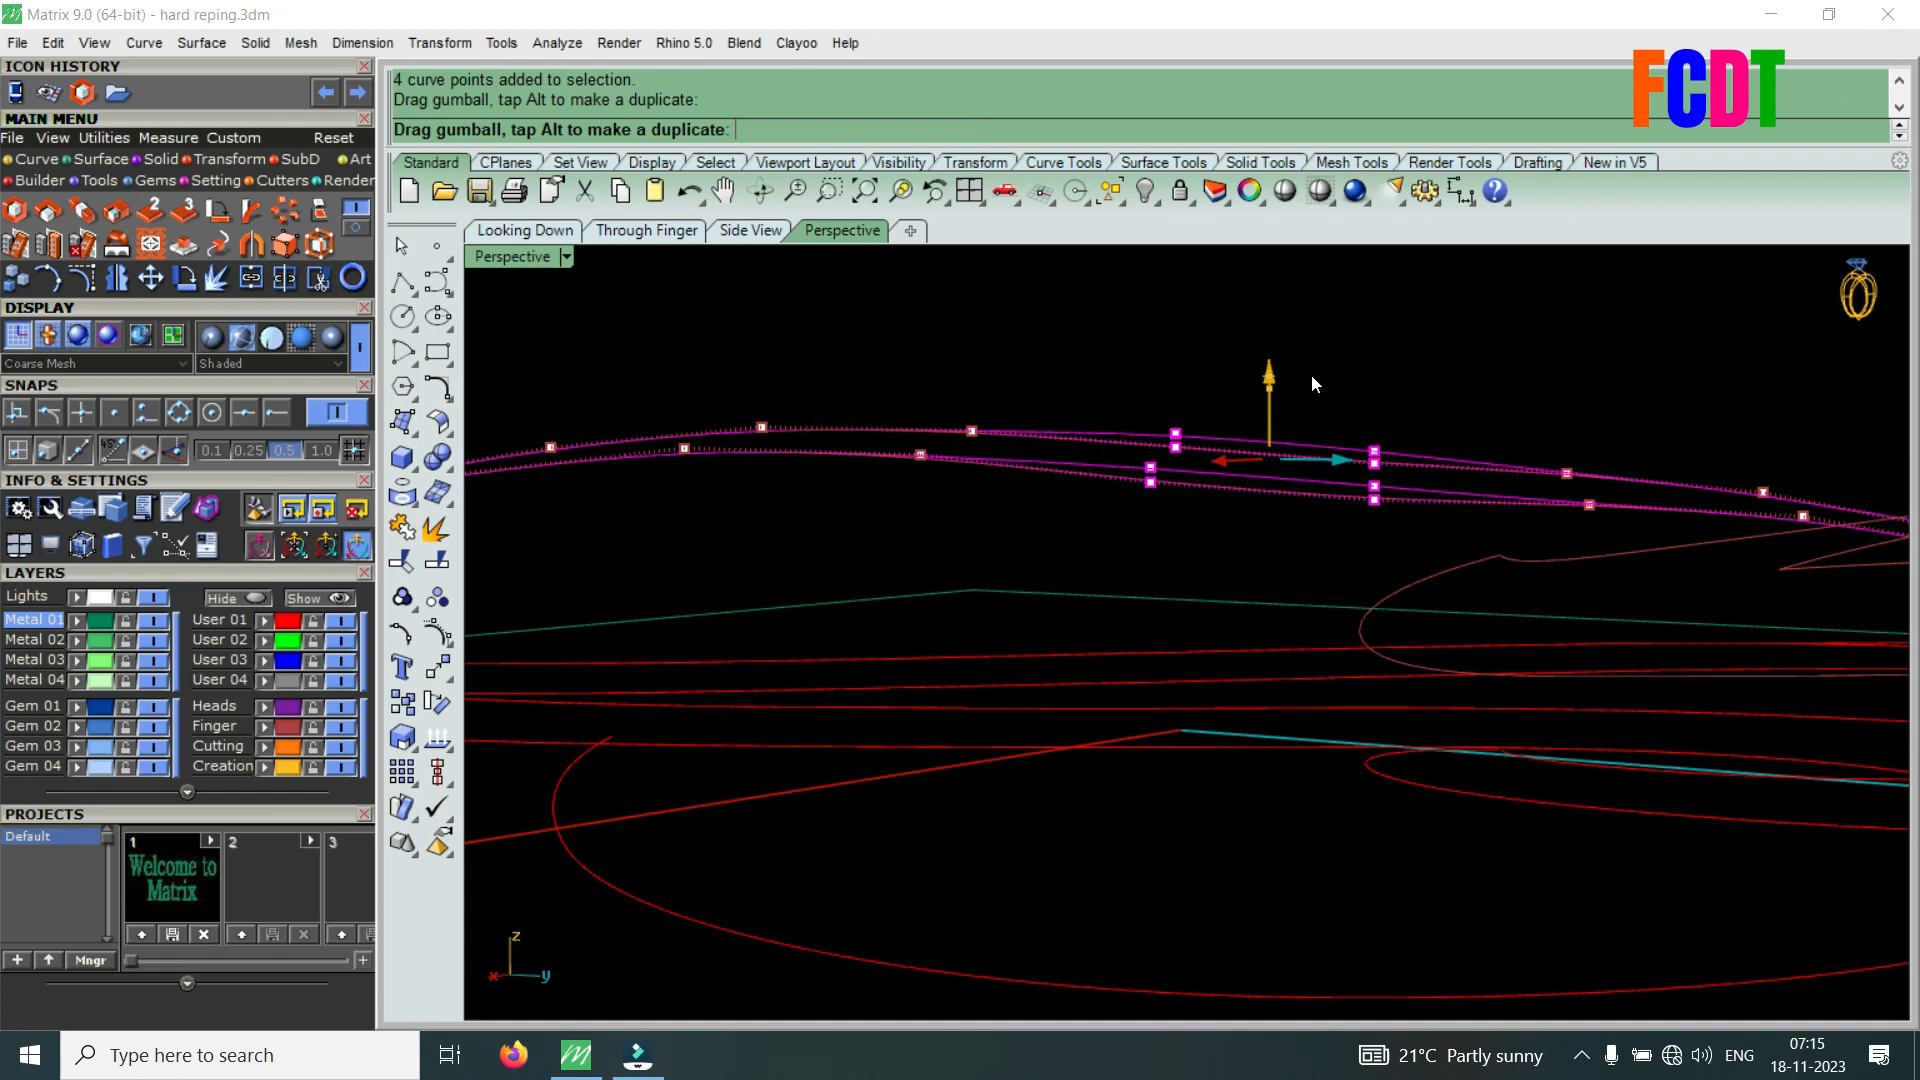 Matrix 9.0 (64-bit) - hard reping.3dm
File Edit View Curve Surface Solid Mesh Dimension Transform Tools Analyze Render Rhino 5.0 Blend Clayoo Help
ICON HISTORY
MAIN MENU
File View Utilities Measure Custom Reset
Curve Surface Solid Transform SubD Art
Builder Tools Gems Setting Cutters Render
DISPLAY
Coarse Mesh Shaded
SNAPS
0.1 0.25 0.5 1.0
INFO & SETTINGS
LAYERS
Lights Hide Show
Metal 01 User 01
Metal 02 User 02
Metal 03 User 03
Metal 04 User 04
Gem 01 Heads
Gem 02 Finger
Gem 03 Cutting
Gem 04 Creation
PROJECTS
Default
1 2 3
Welcome to
Matrix
Mngr
4 curve points added to selection.
Drag gumball, tap Alt to make a duplicate:
Drag gumball, tap Alt to make a duplicate:
FCDT
Standard CPlanes Set View Display Select Viewport Layout Visibility Transform Curve Tools Surface Tools Solid Tools Mesh Tools Render Tools Drafting New in V5
Looking Down Through Finger Side View Perspective
Perspective
z
x y
Type here to search
21°C Partly sunny
ENG
07:15
18-11-2023